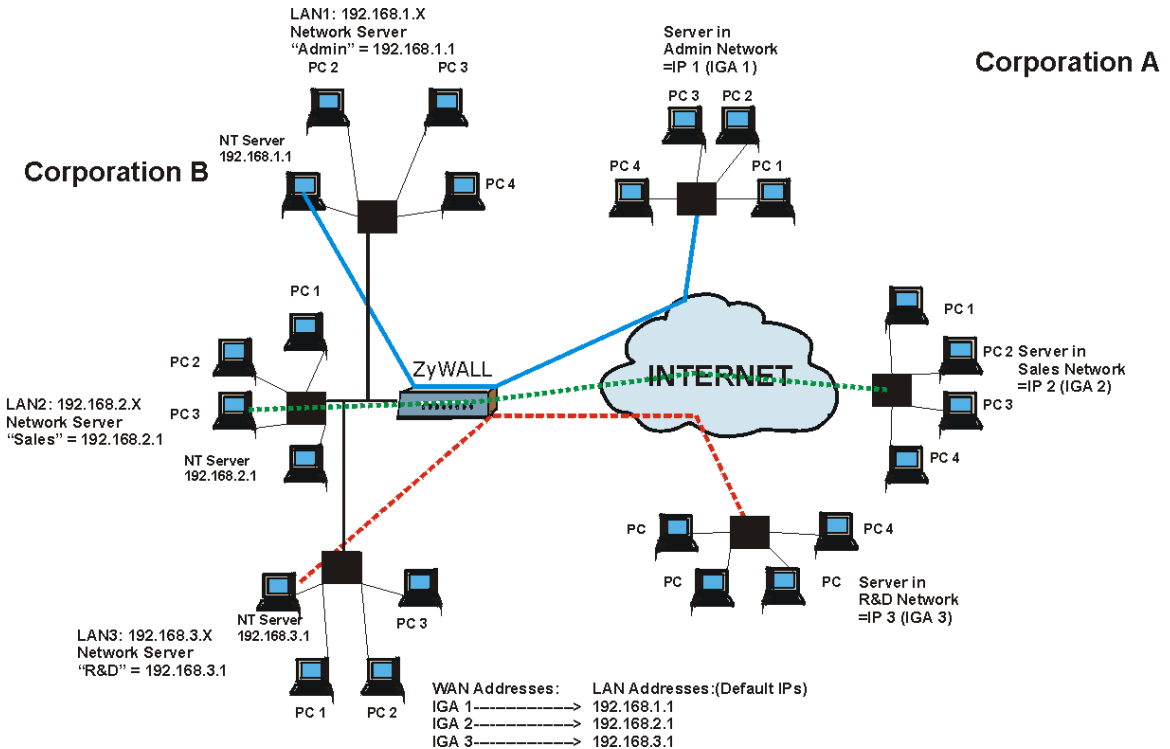 LAN1: 192.168.1.X
Network Server
"Admin" = 192.168.1.1
PC 2
PC 3
NT Server
192.168.1.1
PC 4
Corporation B
Server in
Admin Network
=IP 1 (IGA 1)
PC 3
PC 2
PC 4
PC 1
Corporation A
PC 1
PC 2
PC 3
LAN2: 192.168.2.X
Network Server
"Sales" = 192.168.2.1
NT Server
192.168.2.1
ZyWALL
INTERNET
PC 1
PC2
Server in
Sales Network
=IP 2 (IGA 2)
PC 3
PC 4
NT Server
192.168.3.1
PC 3
LAN3: 192.168.3.X
Network Server
"R&D" = 192.168.3.1
PC 1
PC 2
PC
PC 4
PC
PC
Server in
R&D Network
=IP 3 (IGA 3)
WAN Addresses: LAN Addresses:(Default IPs)
IGA 1-----------------------> 192.168.1.1
IGA 2-----------------------> 192.168.2.1
IGA 3-----------------------> 192.168.3.1